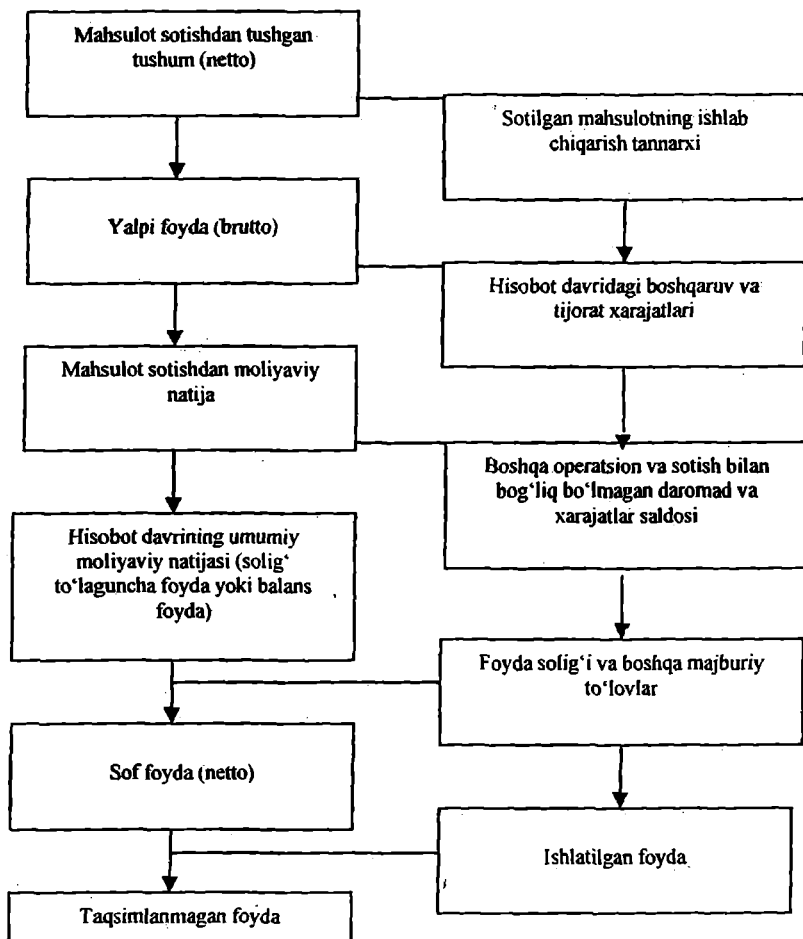 Mahsulot sotishdan tushgan
tushum (netto)
Sotilgan mahsulotning ishlab
chiqarish tannarxi
Yalpi foyda (brutto)
Hisobot davridagi boshqaruv va
tijorat xarajatlari
Mahsulot sotishdan moliyaviy
natija
Boshqa operatsion va sotish bilan
bog‘liq bo‘lmagan daromad va
xarajatlar saldosi
Hisobot davrining umumiy
moliyaviy natijasi (solig‘
to‘laguncha foyda yoki balans
foyda)
Foyda solig‘i va boshqa majburiy
to‘lovlar
Sof foyda (netto)
Ishlatilgan foyda
Taqsimlanmagan foyda